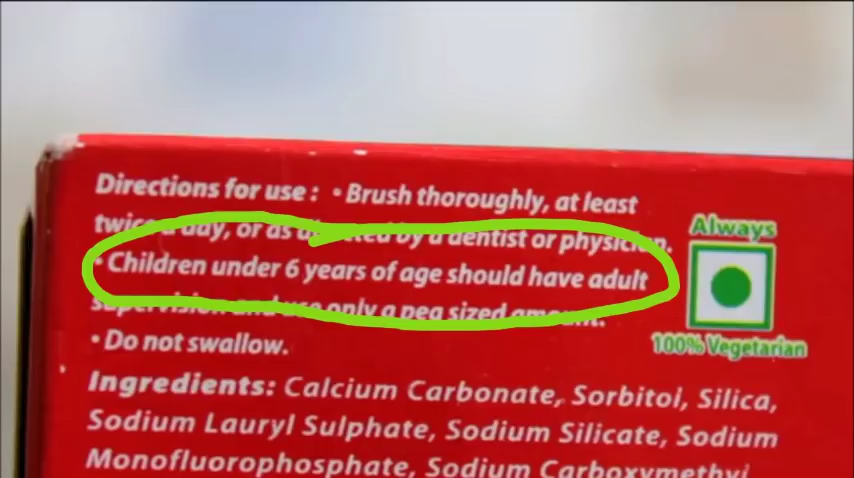 Directions for use : • Brush thoroughly, at least
twice a day, or as directed by a dentist or physician.
• Children under 6 years of age should have adult
supervision and use only a pea sized amount.
• Do not swallow.
Always
100% Vegetarian
Ingredients: Calcium Carbonate, Sorbitol, Silica,
Sodium Lauryl Sulphate, Sodium Silicate, Sodium
Monofluorophosphate, Sodium Carboxymethyl